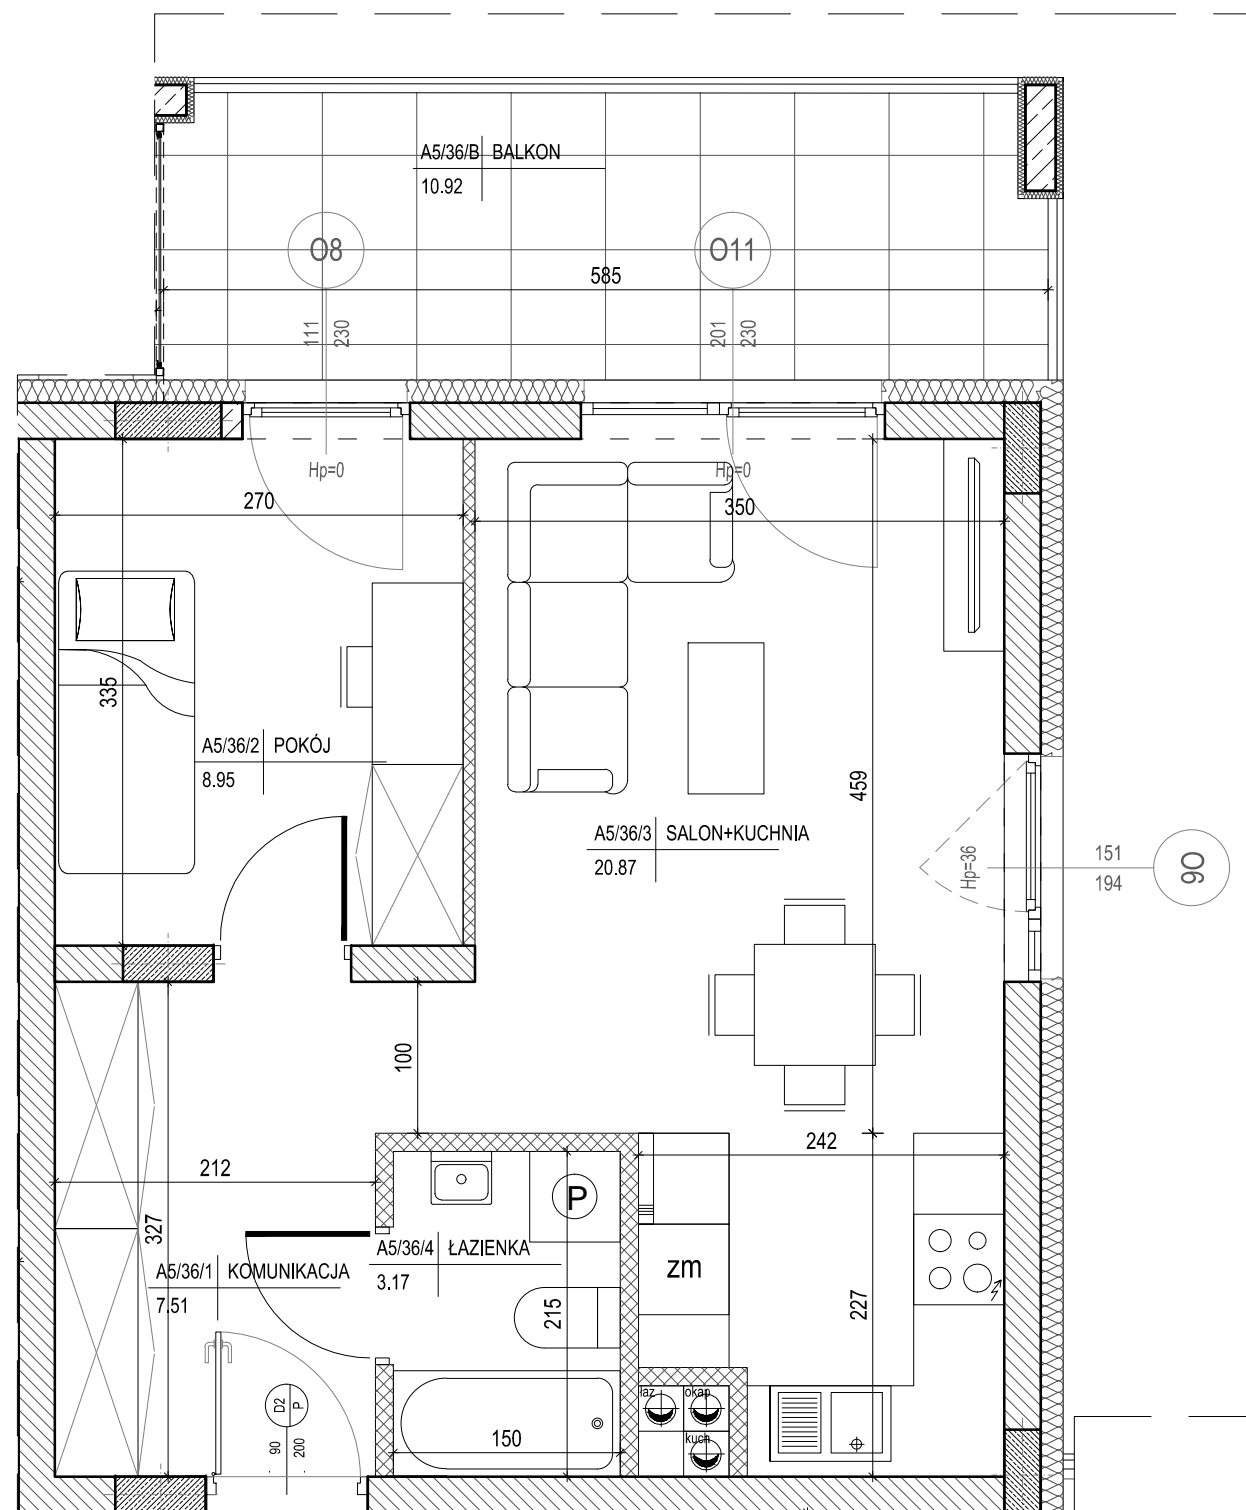 A5/36/B BALKON
10.92
O8
O11
585
111
230
201
230
Hp=0
Hp=0
270
350
335
A5/36/2 POKÓJ
8.95
459
A5/36/3 SALON+KUCHNIA
20.87
Hp=36
151
194
O6
100
242
212
327
P
A5/36/4 ŁAZIENKA
3.17
zm
A5/36/1 KOMUNIKACJA
7.51
215
227
D2
P
90
200
łaz
okap
kuch
150